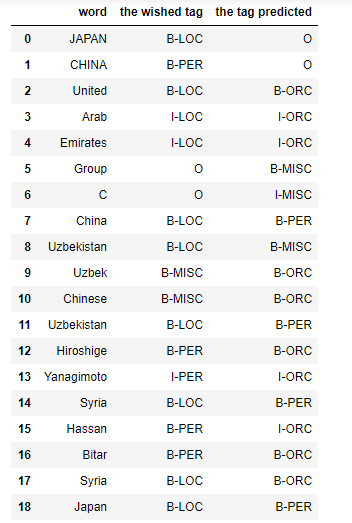 word the wished tag the tag predicted
0 JAPAN B-LOC O
1 CHINA B-PER O
2 United B-LOC B-ORC
3 Arab I-LOC I-ORC
4 Emirates I-LOC I-ORC
5 Group O B-MISC
6 C O I-MISC
7 China B-LOC B-PER
8 Uzbekistan B-LOC B-MISC
9 Uzbek B-MISC B-ORC
10 Chinese B-MISC B-ORC
11 Uzbekistan B-LOC B-PER
12 Hiroshige B-PER B-ORC
13 Yanagimoto I-PER I-ORC
14 Syria B-LOC B-PER
15 Hassan B-PER I-ORC
16 Bitar B-PER B-ORC
17 Syria B-LOC B-ORC
18 Japan B-LOC B-PER